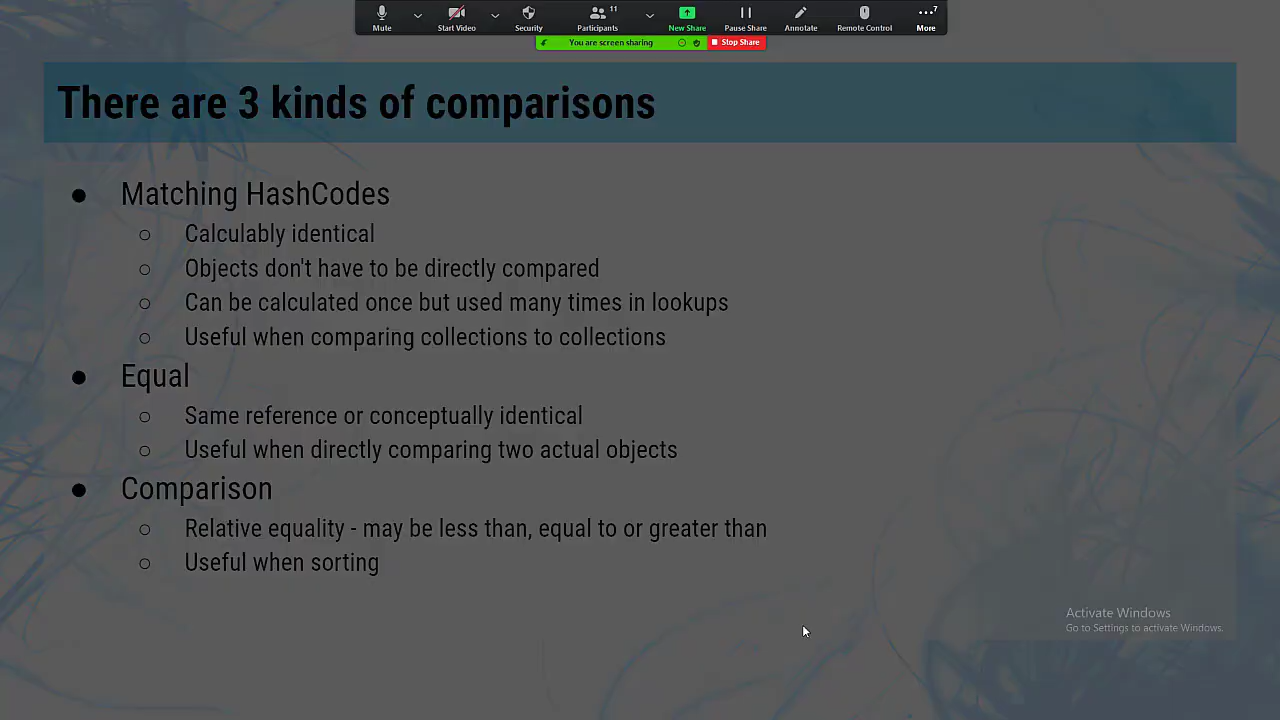 11
7
Mute
Start Video
Security
Participants
New Share
Pause Share
Annotate
Remote Control
More
You are screen sharing
Stop Share
There are 3 kinds of comparisons
● Matching HashCodes
○ Calculably identical
○ Objects don't have to be directly compared
○ Can be calculated once but used many times in lookups
○ Useful when comparing collections to collections
● Equal
○ Same reference or conceptually identical
○ Useful when directly comparing two actual objects
● Comparison
○ Relative equality - may be less than, equal to or greater than
○ Useful when sorting
Activate Windows
Go to Settings to activate Windows.